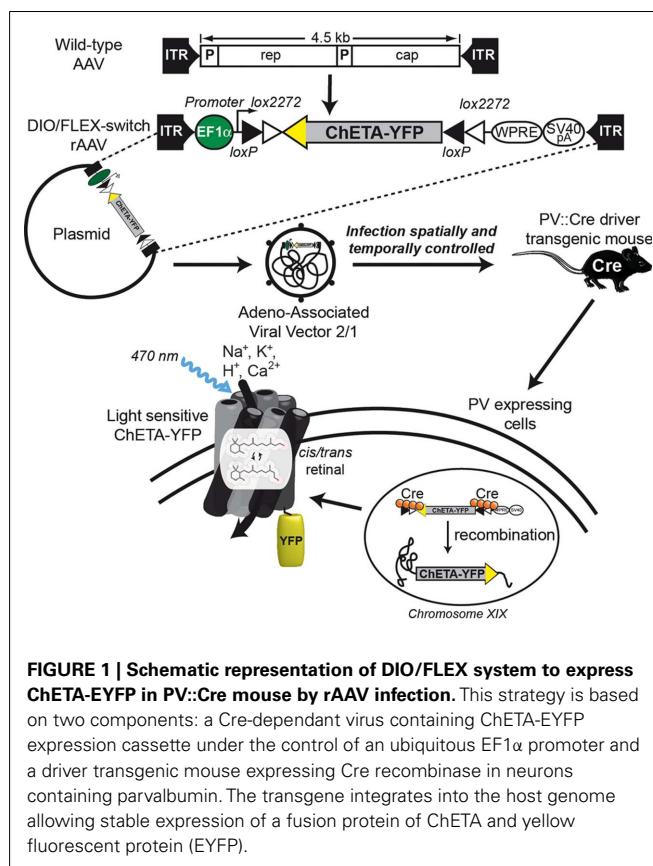 4.5 kb
Wild-type
AAV
ITR P rep P cap ITR
Promoter lox2272 lox2272
DIO/FLEX-switch
rAAV
ITR EF1α ChETA-YFP WPRE SV40 pA ITR
loxP loxP
ChETA-YFP
Plasmid
Infection spatially and
temporally controlled
PV::Cre driver
transgenic mouse
Cre
Adeno-Associated
Viral Vector 2/1
470 nm
Na+, K+,
H+, Ca2+
Light sensitive
ChETA-YFP
cis/trans
retinal
YFP
PV expressing
cells
Cre Cre
ChETA-YFP WPRE SV40
recombination
ChETA-YFP
Chromosome XIX
FIGURE 1 | Schematic representation of DIO/FLEX system to express
ChETA-EYFP in PV::Cre mouse by rAAV infection. This strategy is based
on two components: a Cre-dependant virus containing ChETA-EYFP
expression cassette under the control of an ubiquitous EF1α promoter and
a driver transgenic mouse expressing Cre recombinase in neurons
containing parvalbumin. The transgene integrates into the host genome
allowing stable expression of a fusion protein of ChETA and yellow
fluorescent protein (EYFP).